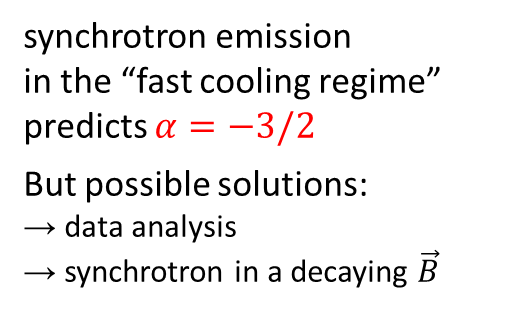 synchrotron emission
in the “fast cooling regime”
predicts α = −3/2
But possible solutions:
→ data analysis
→ synchrotron in a decaying B⃗